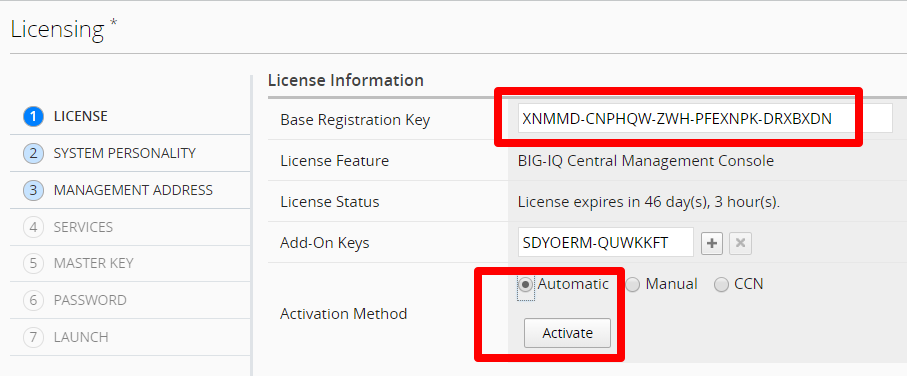 Licensing *
License Information
1 LICENSE
2 SYSTEM PERSONALITY
3 MANAGEMENT ADDRESS
4 SERVICES
5 MASTER KEY
6 PASSWORD
7 LAUNCH
Base Registration Key XNMMD-CNPHQW-ZWH-PFEXNPK-DRXBXDN
License Feature BIG-IQ Central Management Console
License Status License expires in 46 day(s), 3 hour(s).
Add-On Keys SDYOERM-QUWKKFT
Activation Method Automatic Manual CCN
Activate